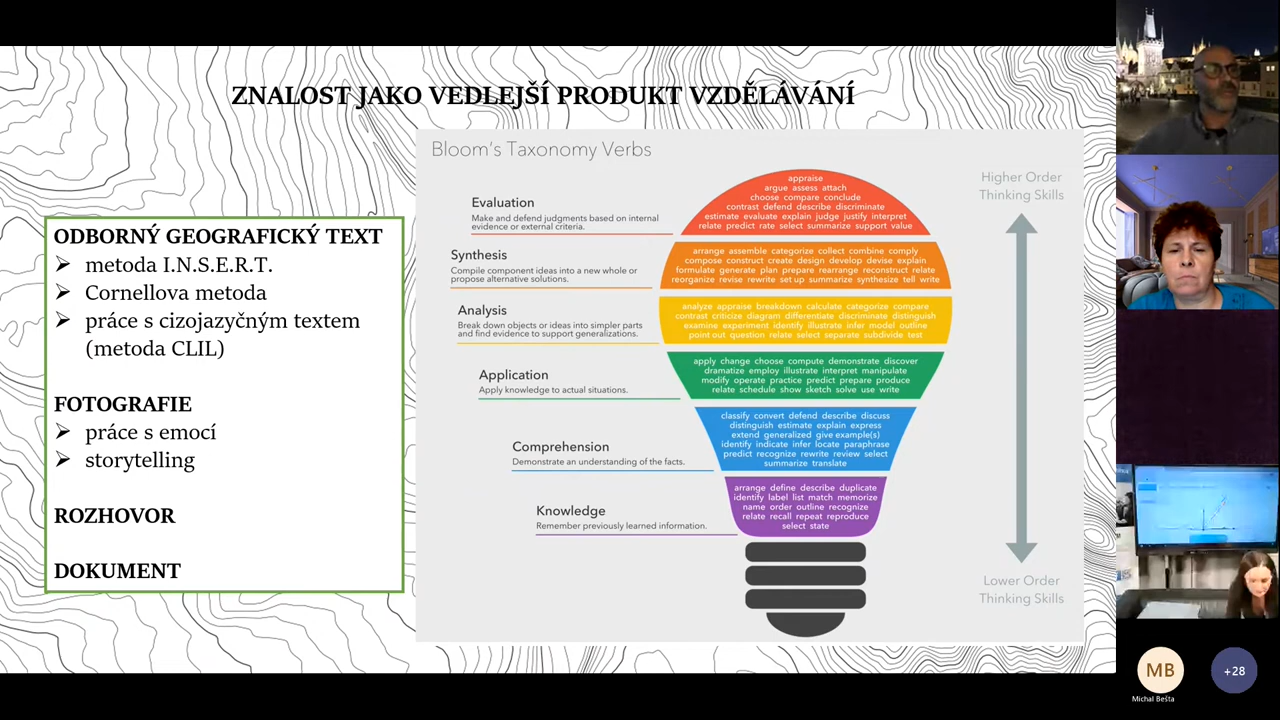 ZNALOST JAKO VEDLEJŠÍ PRODUKT VZDĚLÁVÁNÍ
ODBORNÝ GEOGRAFICKÝ TEXT
metoda I.N.S.E.R.T.
Cornellova metoda
práce s cizojazyčným textem
(metoda CLIL)
FOTOGRAFIE
práce s emocí
storytelling
ROZHOVOR
DOKUMENT
Bloom's Taxonomy Verbs
Evaluation
Make and defend judgments based on internal
evidence or external criteria.
appraise
argue assess attach
choose compare conclude
contrast defend describe discriminate
estimate evaluate explain judge justify interpret
relate predict rate select summarize support value
Synthesis
Compile component ideas into a new whole or
propose alternative solutions.
arrange assemble categorize collect combine comply
compose construct create design develop devise explain
formulate generate plan prepare rearrange reconstruct relate
reorganize revise rewrite set up summarize synthesize tell write
Analysis
Break down objects or ideas into simpler parts
and find evidence to support generalizations.
analyze appraise breakdown calculate categorize compare
contrast criticize diagram differentiate discriminate distinguish
examine experiment identify illustrate infer model outline
point out question relate select separate subdivide test
Application
Apply knowledge to actual situations.
apply change choose compute demonstrate discover
dramatize employ illustrate interpret manipulate
modify operate practice predict prepare produce
relate schedule show sketch solve use write
Comprehension
Demonstrate an understanding of the facts.
classify convert defend describe discuss
distinguish estimate explain express
extend generalized give example(s)
identify indicate infer locate paraphrase
predict recognize rewrite review select
summarize translate
Knowledge
Remember previously learned information.
arrange define describe duplicate
identify label list match memorize
name order outline recognize
relate recall repeat reproduce
select state
Higher Order
Thinking Skills
Lower Order
Thinking Skills
MB
Michal Bešta
+28